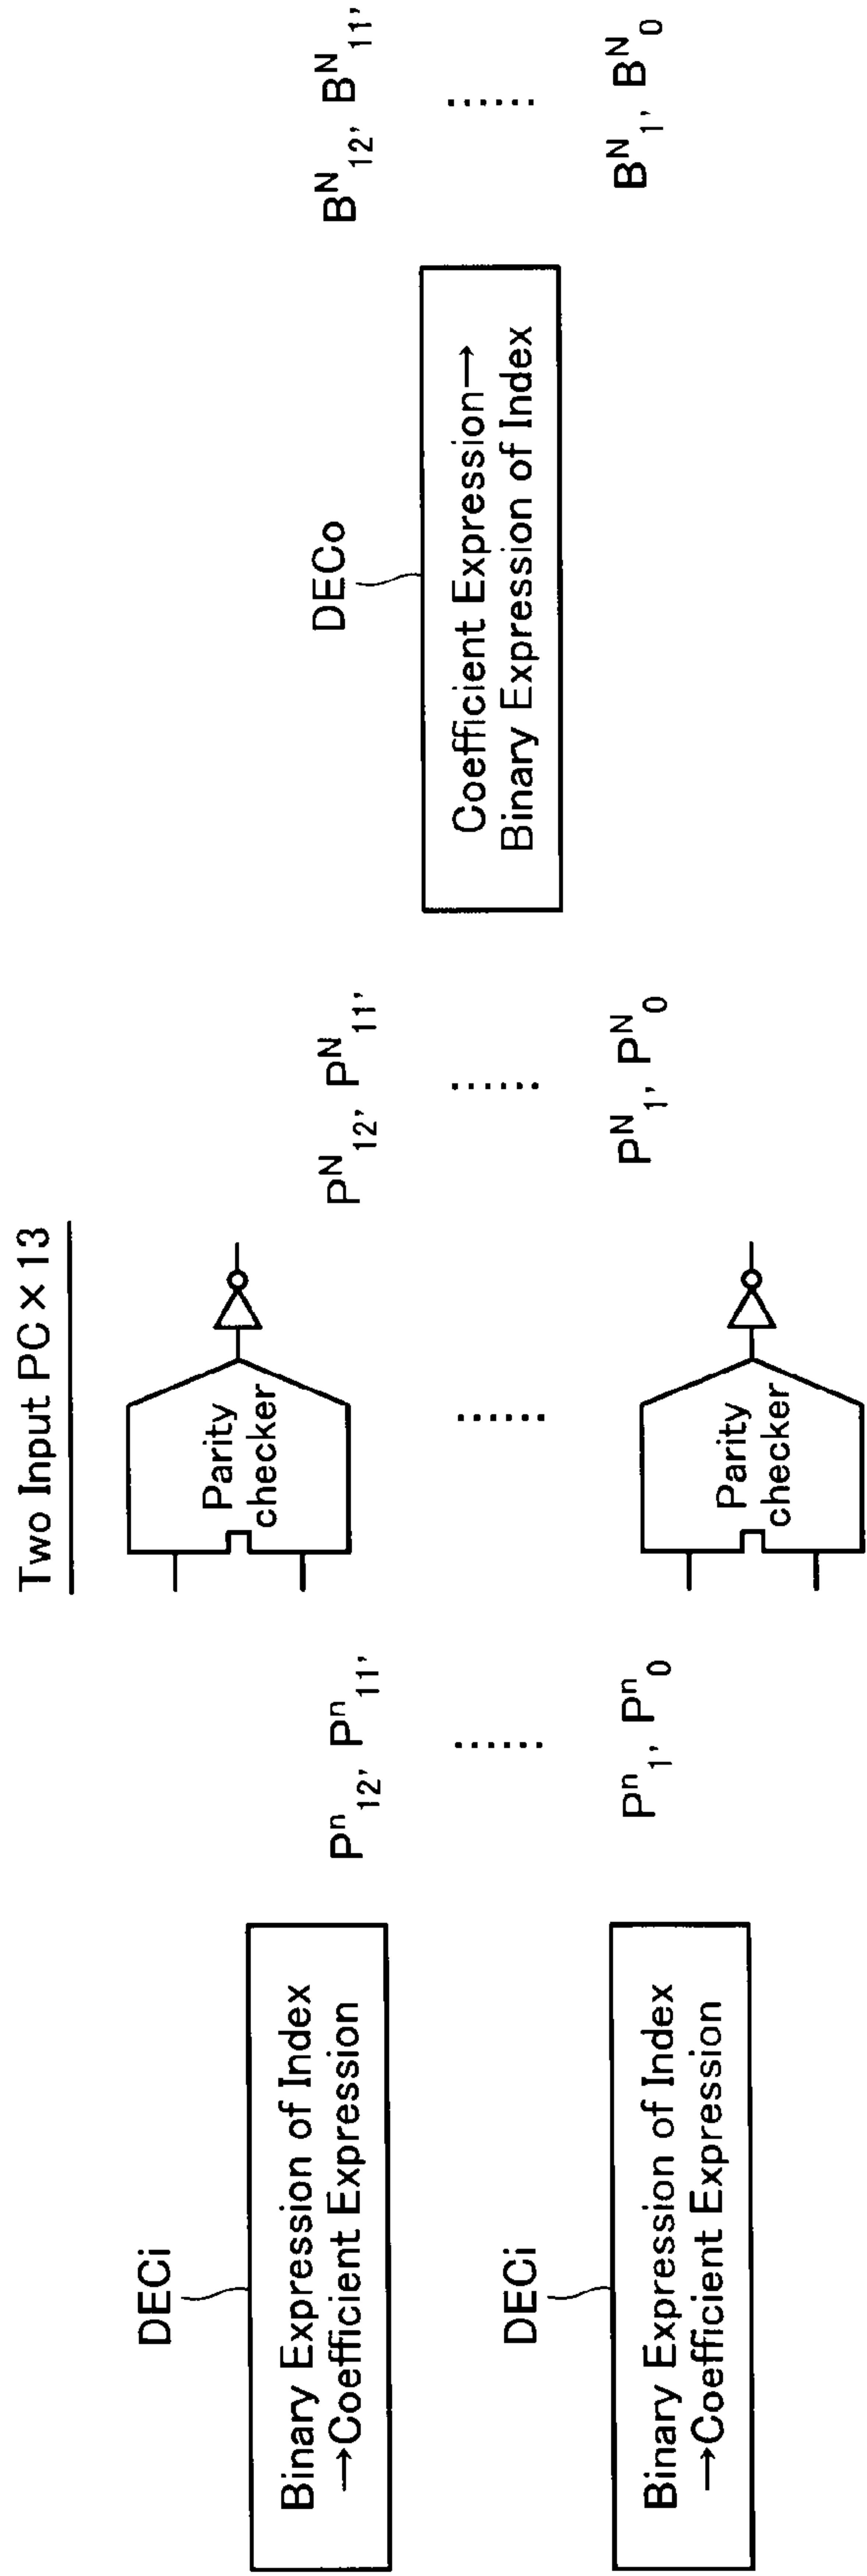 DECi
Binary Expression of Index
→Coefficient Expression
DECi
Binary Expression of Index
→Coefficient Expression
Pⁿ₁₂, Pⁿ₁₁,
......
Pⁿ₁, Pⁿ₀
Two Input PC × 13
Parity
checker
......
Parity
checker
Pᴺ₁₂, Pᴺ₁₁,
......
Pᴺ₁, Pᴺ₀
DECo
Coefficient Expression→
Binary Expression of Index
Bᴺ₁₂, Bᴺ₁₁,
......
Bᴺ₁, Bᴺ₀